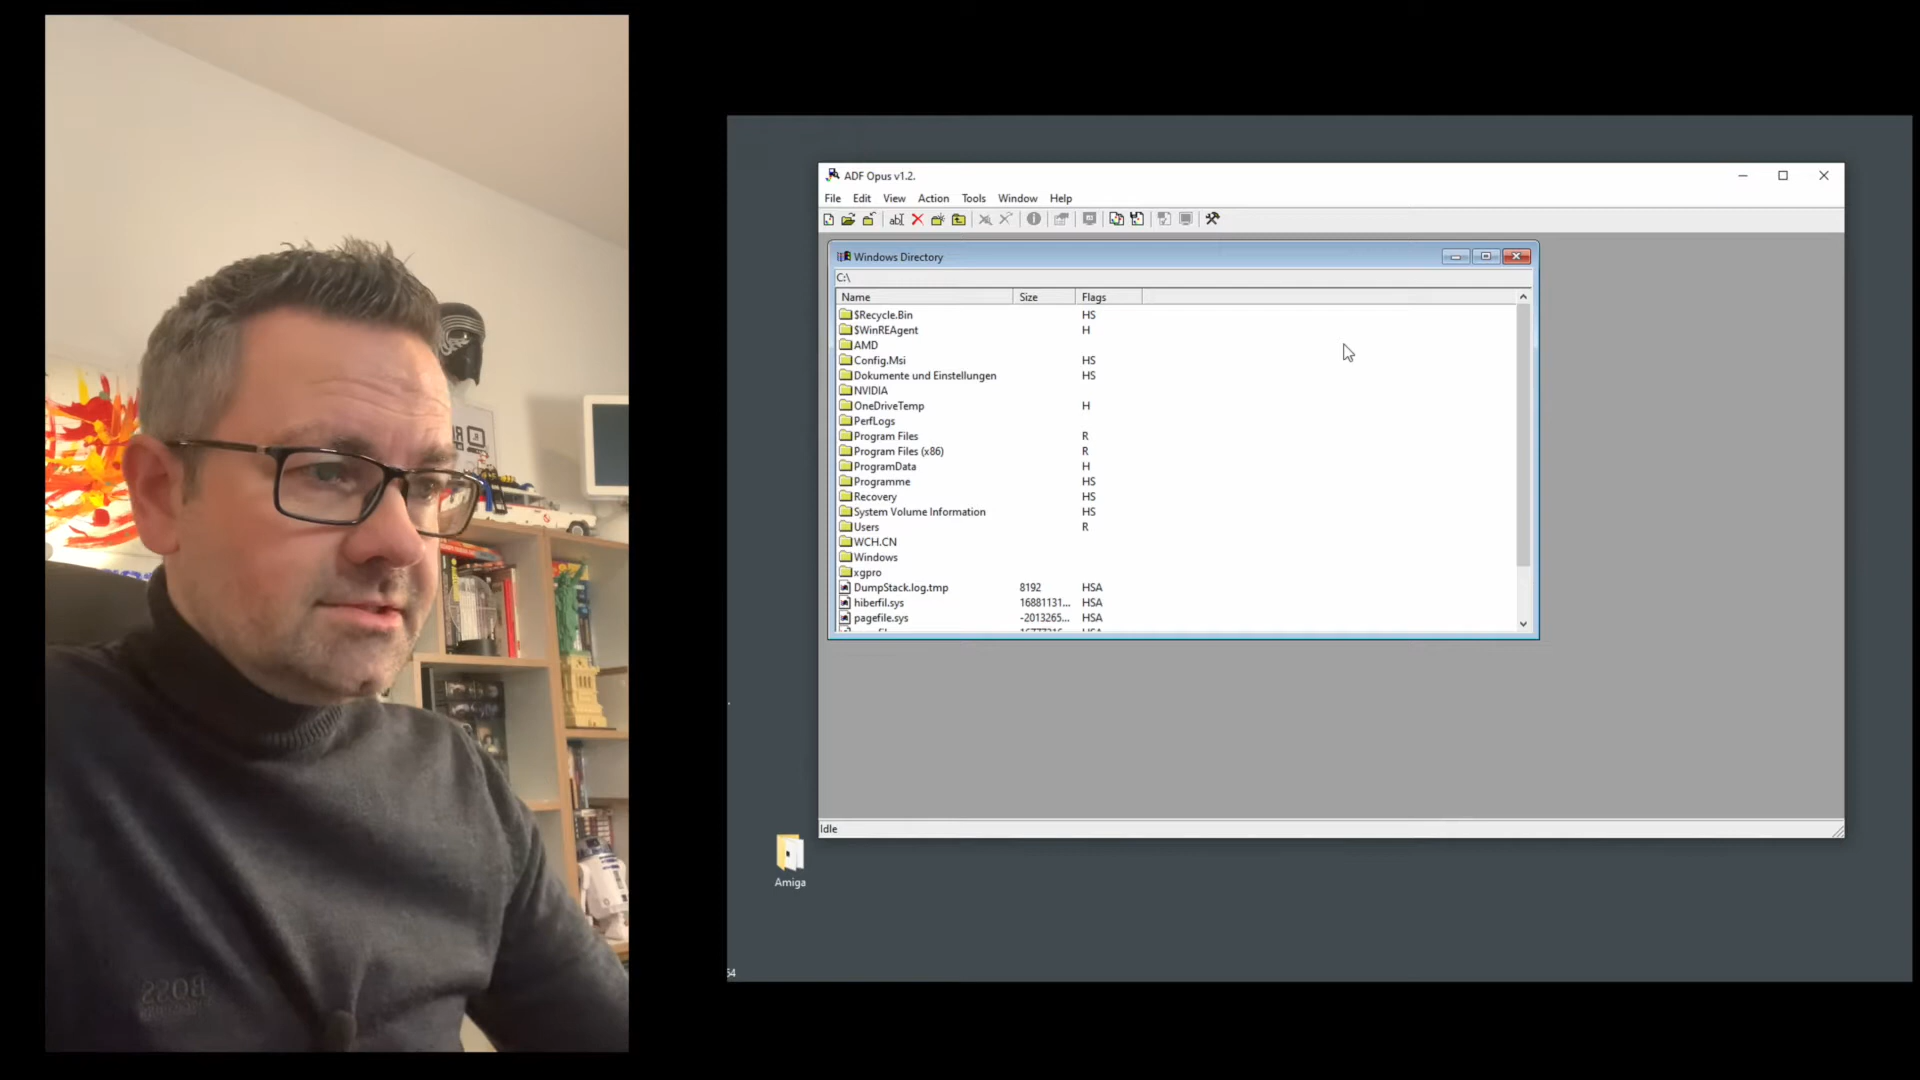 ADF Opus v1.2.
File Edit View Action Tools Window Help
Windows Directory
C:\
Name Size Flags
$Recycle.Bin HS
$WinREAgent H
AMD
Config.Msi HS
Dokumente und Einstellungen HS
NVIDIA
OneDriveTemp H
PerfLogs
Program Files R
Program Files (x86) R
ProgramData H
Programme HS
Recovery HS
System Volume Information HS
Users R
WCH.CN
Windows
xgpro
DumpStack.log.tmp 8192 HSA
hiberfil.sys 16881131... HSA
pagefile.sys -2013265... HSA
Idle
Amiga
54
BOSS